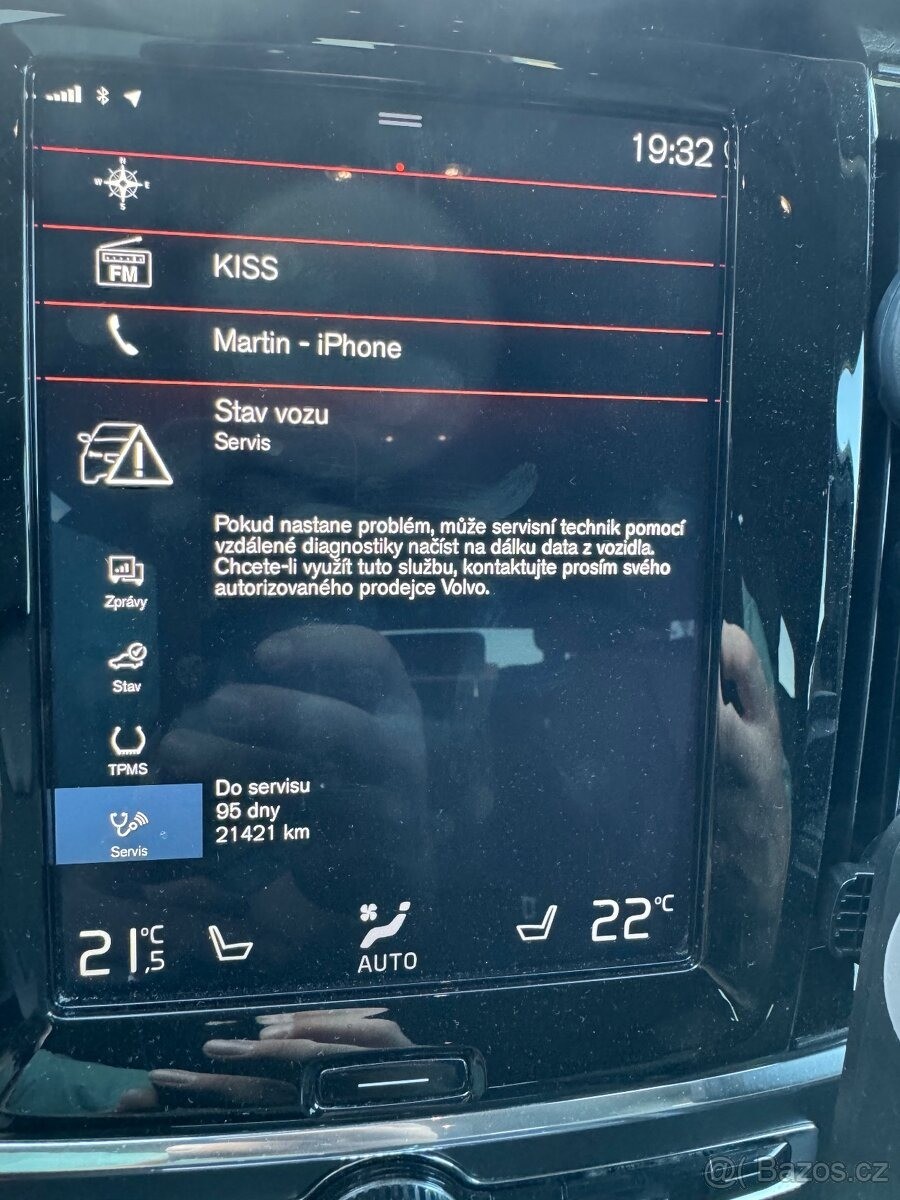 19:32
N
W E
S
FM
KISS
Martin - iPhone
Stav vozu
Servis
Pokud nastane problém, může servisní technik pomocí
vzdálené diagnostiky načíst na dálku data z vozidla.
Chcete-li využít tuto službu, kontaktujte prosím svého
autorizovaného prodejce Volvo.
Zprávy
Stav
TPMS
Servis
Do servisu
95 dny
21421 km
21,5 °C
AUTO
22 °C
Bazos.cz